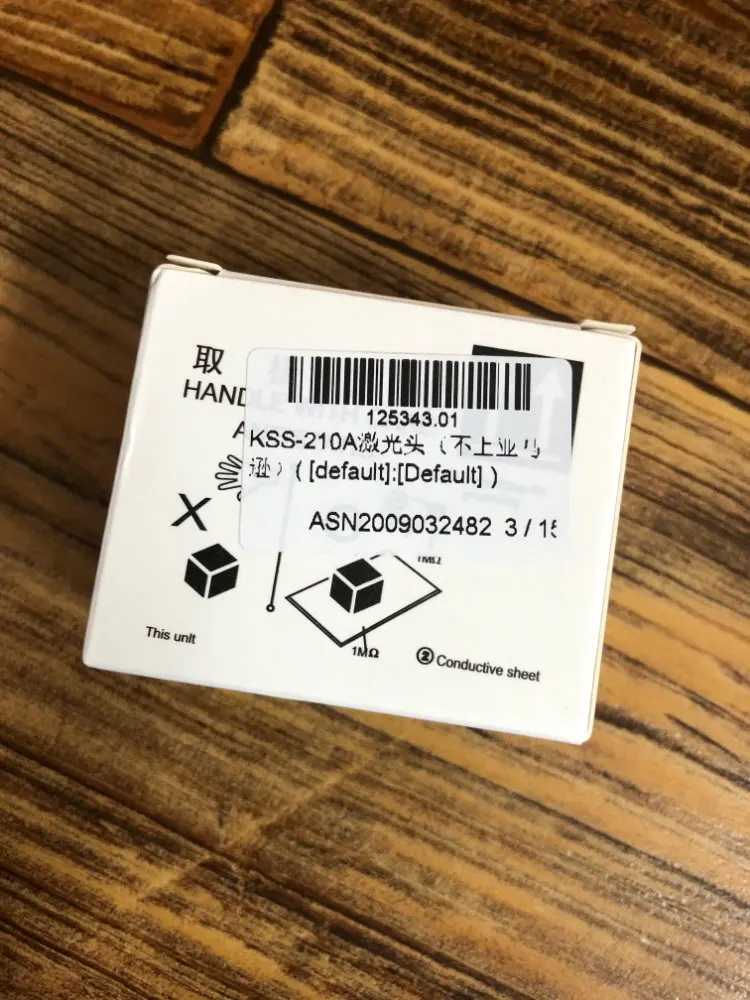 取
HAND
125343.01
KSS-210A激光头（不上亚马
逊）( [default]:[Default] )
ASN2009032482 3 / 15
X
1MΩ
This unit
1MΩ
② Conductive sheet